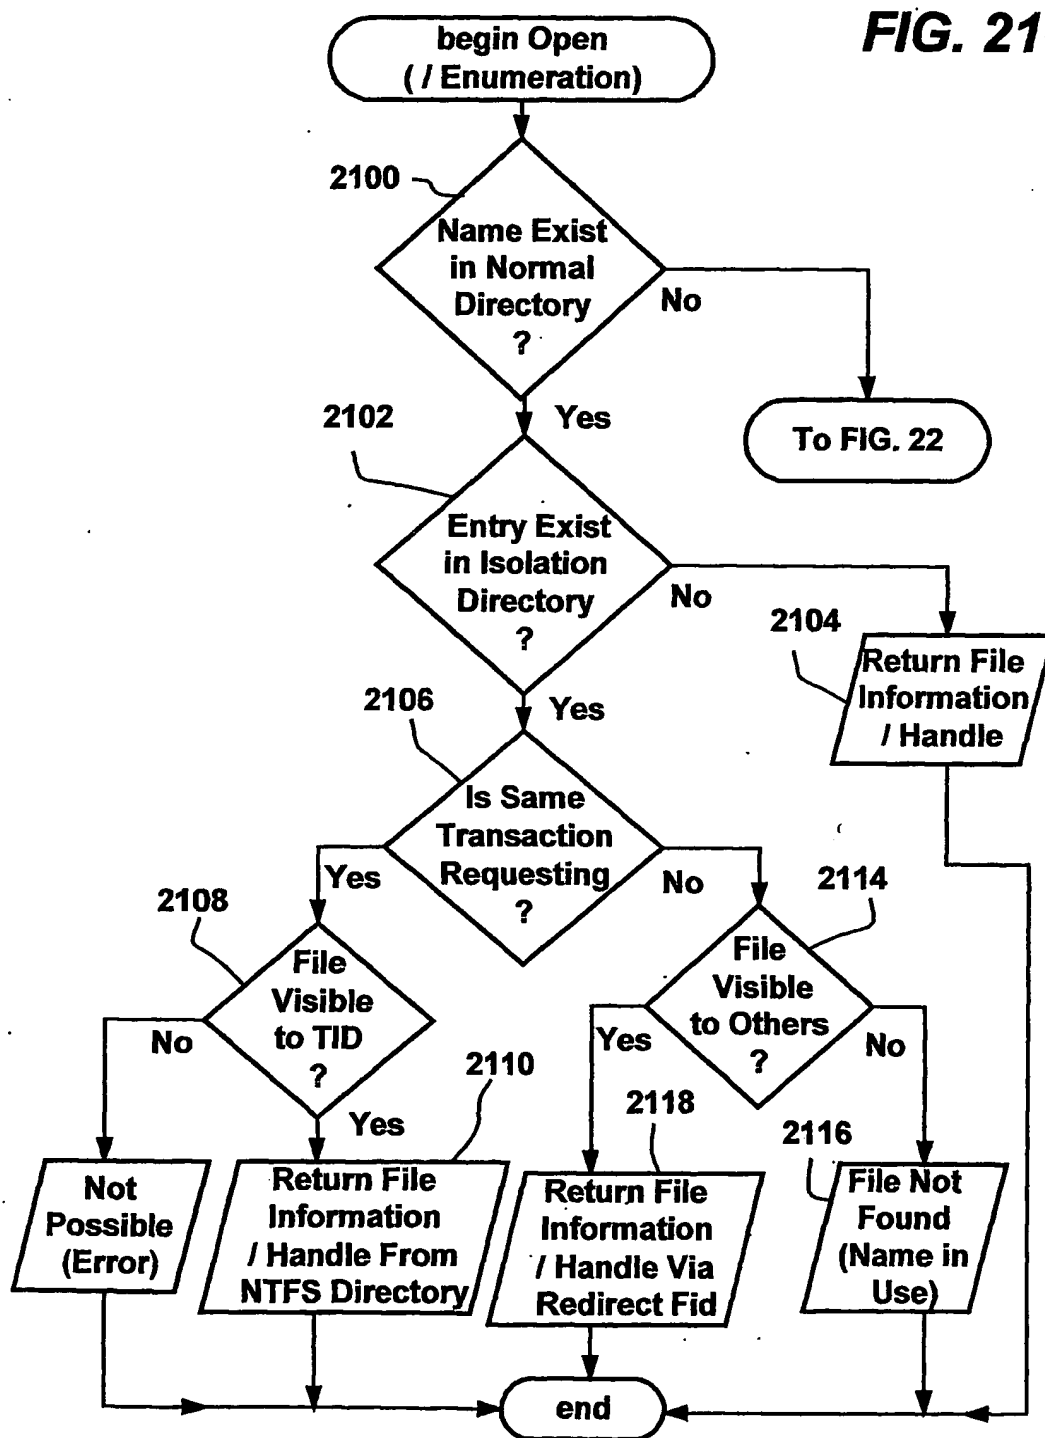 FIG. 21
begin Open
( / Enumeration)
2100
Name Exist
in Normal
Directory
?
No
Yes
To FIG. 22
2102
Entry Exist
in Isolation
Directory
?
No
Yes
2104
Return File
Information
/ Handle
2106
Is Same
Transaction
Requesting
?
Yes
No
2108
File
Visible
to TID
?
No
Yes
2114
File
Visible
to Others
?
Yes
No
Not
Possible
(Error)
2110
Return File
Information
/ Handle From
NTFS Directory
2118
Return File
Information
/ Handle Via
Redirect Fid
2116
File Not
Found
(Name in
Use)
end